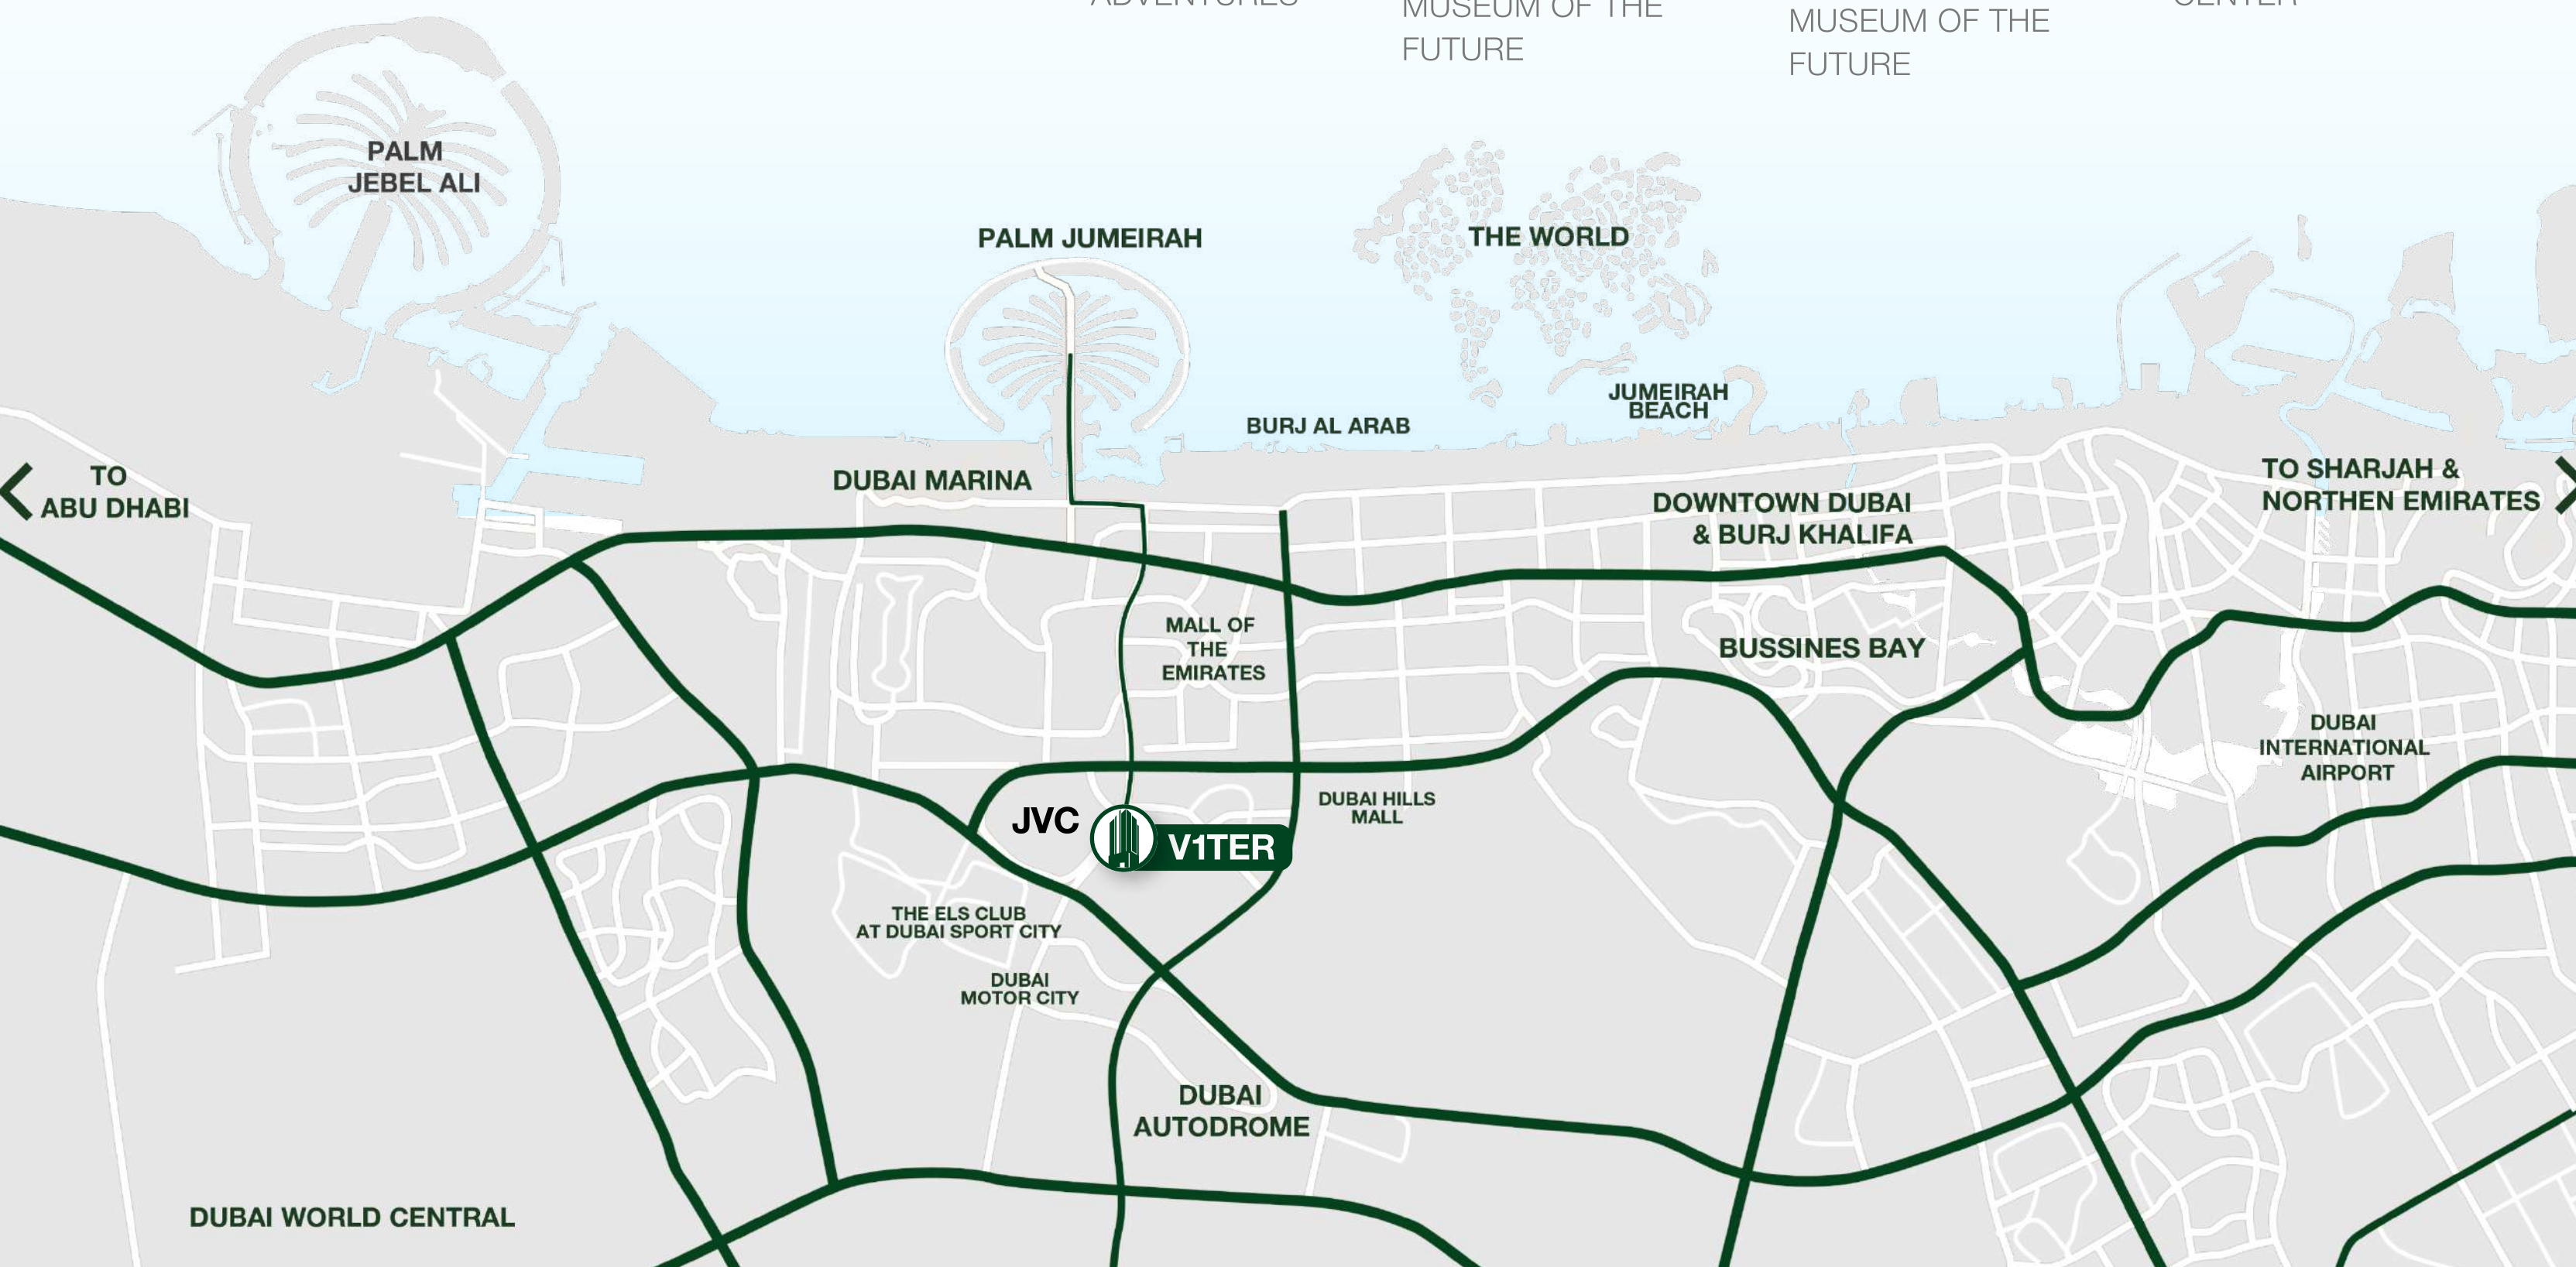 ADVENTURES
MUSEUM OF THE
FUTURE
MUSEUM OF THE
FUTURE
CENTER
PALM
JEBEL ALI
PALM JUMEIRAH
THE WORLD
JUMEIRAH
BEACH
BURJ AL ARAB
TO
ABU DHABI
DUBAI MARINA
DOWNTOWN DUBAI
& BURJ KHALIFA
TO SHARJAH &
NORTHEN EMIRATES
MALL OF
THE
EMIRATES
BUSSINES BAY
DUBAI
INTERNATIONAL
AIRPORT
JVC
V1TER
DUBAI HILLS
MALL
THE ELS CLUB
AT DUBAI SPORT CITY
DUBAI
MOTOR CITY
DUBAI
AUTODROME
DUBAI WORLD CENTRAL